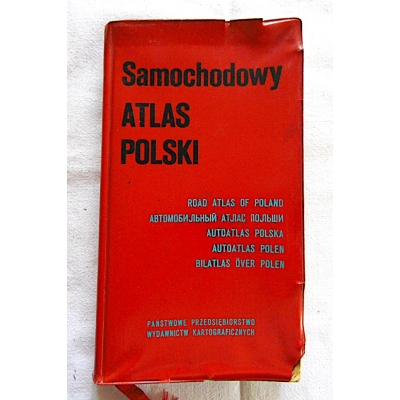 Samochodowy
ATLAS
POLSKI
ROAD ATLAS OF POLAND
АВТОМОБИЛЬНЫЙ АТЛАС ПОЛЬШИ
AUTOATLAS POLSKA
AUTOATLAS POLEN
BILATLAS ÖVER POLEN
PAŃSTWOWE PRZEDSIĘBIORSTWO
WYDAWNICTW KARTOGRAFICZNYCH